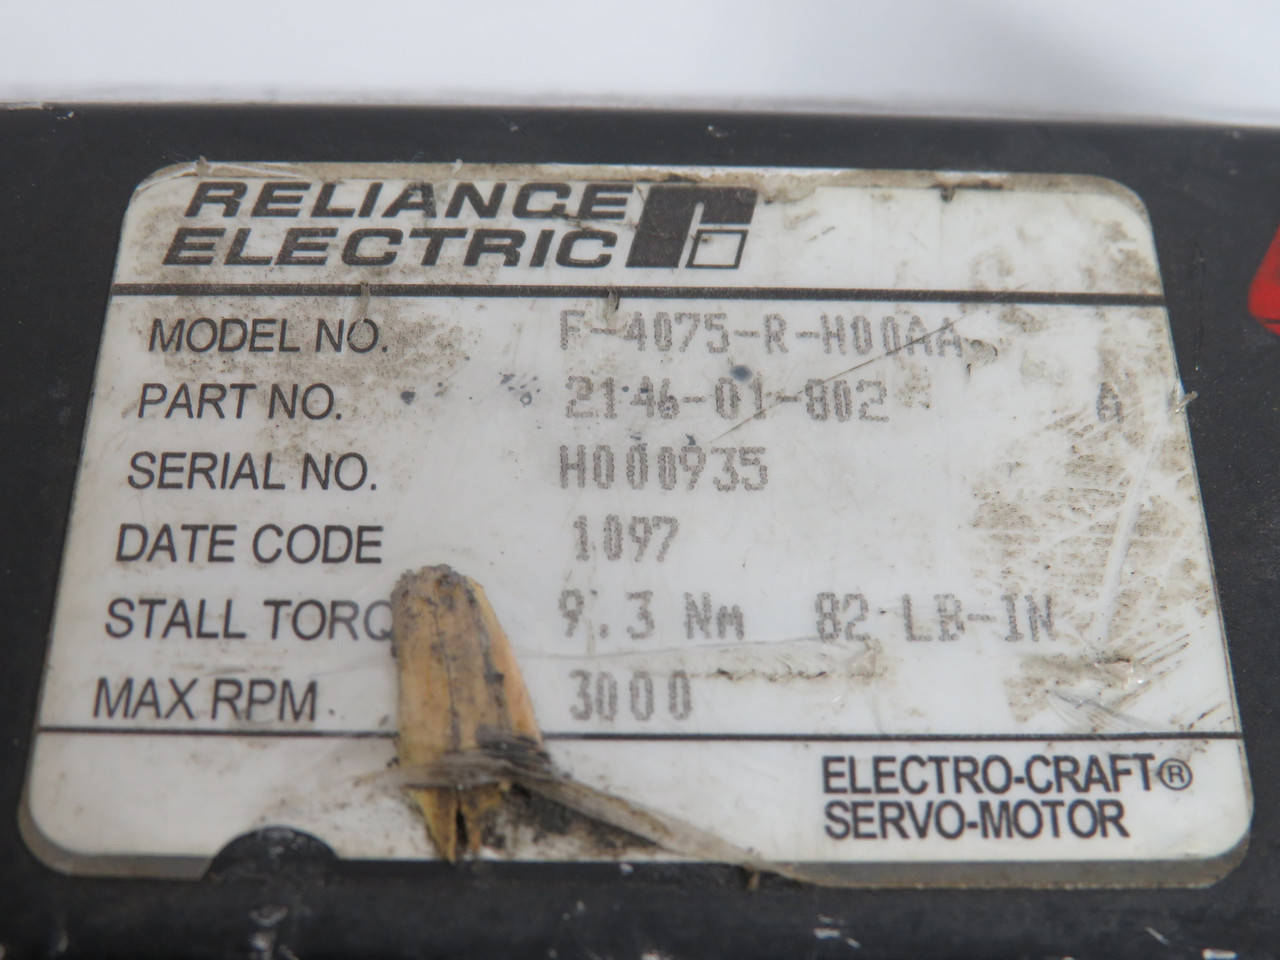 RELIANCE
ELECTRIC
MODEL NO. F-4075-R-H00AA
PART NO. 2146-01-802 A
SERIAL NO. H000935
DATE CODE 1097
STALL TORQ 9.3 Nm 82 LB-IN
MAX RPM 3000
ELECTRO-CRAFT®
SERVO-MOTOR